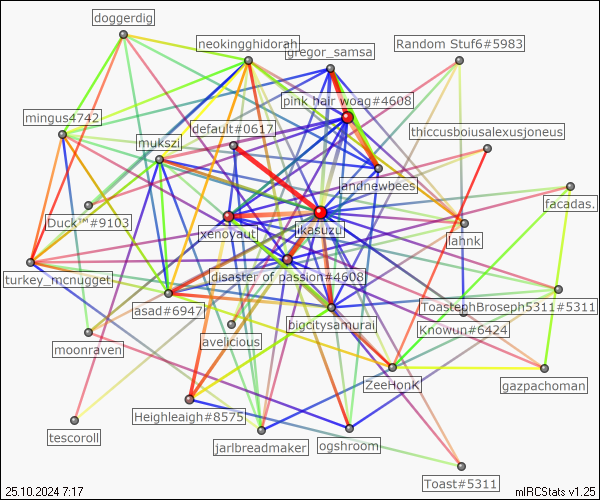 doggerdig
neokingghidorah
gregor_samsa
Random Stuf6#5983
pink hair woag#4608
mingus4742
default#0617
thiccusboiusalexusjoneus
mukszi
andnewbees
Duck™#9103
facadas.
xenoyaut
ikasuzu
lahnk
turkey_mcnugget
disaster of passion#4608
asad#6947
ToastephBroseph5311#5311
bigcitysamurai
Knowun#6424
moonraven
avelicious
ZeeHonK
gazpachoman
Heighleaigh#8575
tescoroll
jarlbreadmaker
ogshroom
Toast#5311
25.10.2024 7:17
mIRCStats v1.25